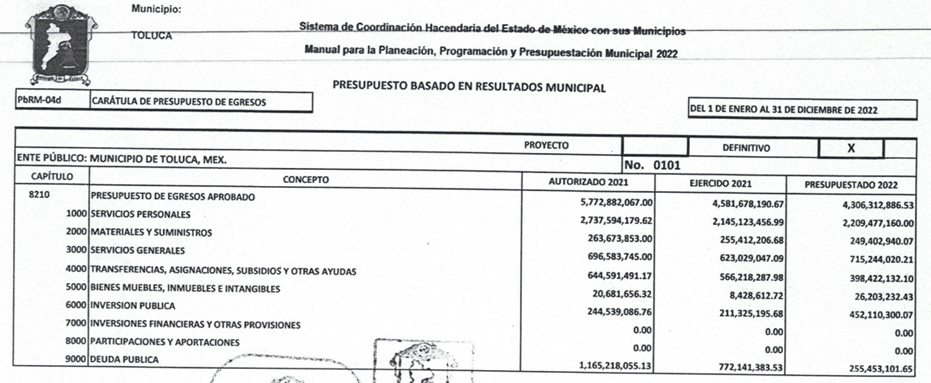 Municipio:
TOLUCA
Sistema de Coordinación Hacendaria del Estado de México con sus Municipios
Manual para la Planeación, Programación y Presupuestación Municipal 2022
PRESUPUESTO BASADO EN RESULTADOS MUNICIPAL
PbRM-04d CARÁTULA DE PRESUPUESTO DE EGRESOS
DEL 1 DE ENERO AL 31 DE DICIEMBRE DE 2022
PROYECTO DEFINITIVO X
ENTE PÚBLICO: MUNICIPIO DE TOLUCA, MEX. No. 0101
CAPÍTULO CONCEPTO AUTORIZADO 2021 EJERCIDO 2021 PRESUPUESTADO 2022
8210 PRESUPUESTO DE EGRESOS APROBADO 5,772,882,067.00 4,581,678,190.67 4,306,312,886.53
1000 SERVICIOS PERSONALES 2,737,594,179.62 2,145,123,456.99 2,209,477,160.00
2000 MATERIALES Y SUMINISTROS 263,673,853.00 255,412,206.68 249,402,940.07
3000 SERVICIOS GENERALES 696,583,745.00 623,029,047.09 715,244,020.21
4000 TRANSFERENCIAS, ASIGNACIONES, SUBSIDIOS Y OTRAS AYUDAS 644,591,491.17 566,218,287.98 398,422,132.10
5000 BIENES MUEBLES, INMUEBLES E INTANGIBLES 20,681,656.32 8,428,612.72 26,203,232.43
6000 INVERSION PUBLICA 244,539,086.76 211,325,195.68 452,110,300.07
7000 INVERSIONES FINANCIERAS Y OTRAS PROVISIONES 0.00 0.00 0.00
8000 PARTICIPACIONES Y APORTACIONES 0.00 0.00 0.00
9000 DEUDA PUBLICA 1,165,218,055.13 772,141,383.53 255,453,101.65